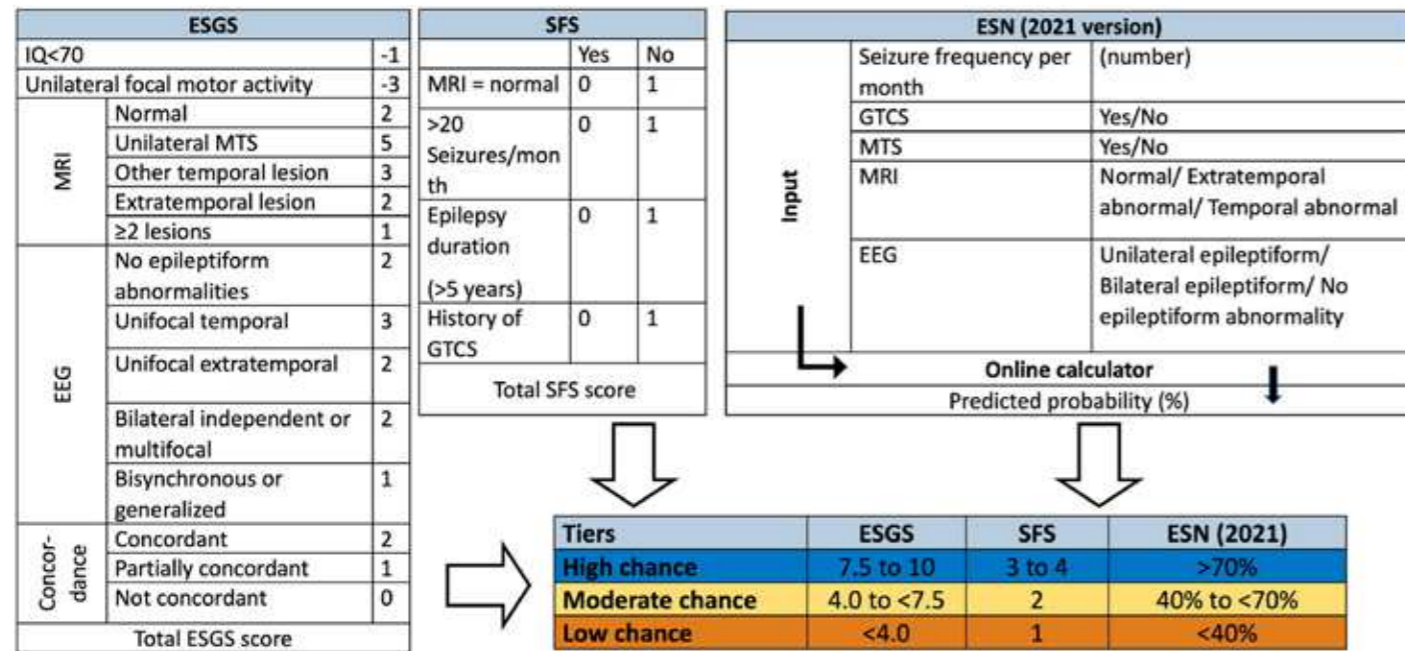 ESGS
IQ<70 -1
Unilateral focal motor activity -3
MRI
Normal 2
Unilateral MTS 5
Other temporal lesion 3
Extratemporal lesion 2
≥2 lesions 1
EEG
No epileptiform 2
abnormalities
Unifocal temporal 3
Unifocal extratemporal 2
Bilateral independent or 2
multifocal
Bisynchronous or 1
generalized
Concor-
dance
Concordant 2
Partially concordant 1
Not concordant 0
Total ESGS score
SFS
Yes No
MRI = normal 0 1
>20 0 1
Seizures/mon
th
Epilepsy 0 1
duration
(>5 years)
History of 0 1
GTCS
Total SFS score
ESN (2021 version)
Input
Seizure frequency per (number)
month
GTCS Yes/No
MTS Yes/No
MRI Normal/ Extratemporal
abnormal/ Temporal abnormal
EEG Unilateral epileptiform/
Bilateral epileptiform/ No
epileptiform abnormality
Online calculator
Predicted probability (%)
Tiers ESGS SFS ESN (2021)
High chance 7.5 to 10 3 to 4 >70%
Moderate chance 4.0 to <7.5 2 40% to <70%
Low chance <4.0 1 <40%